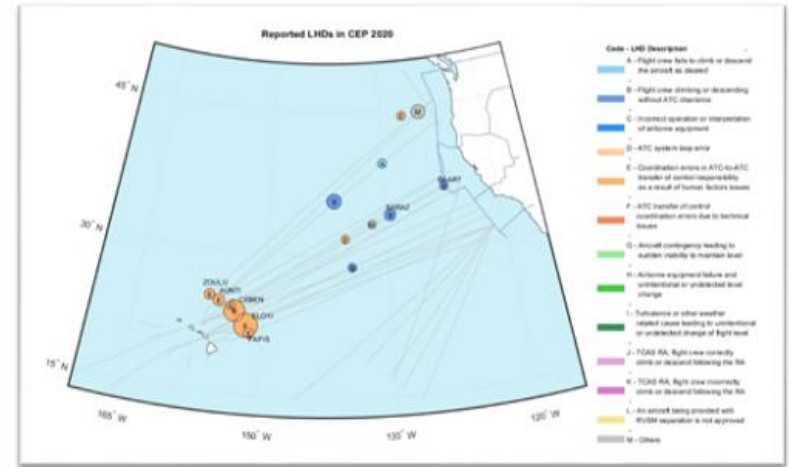 Reported LHDs in CEP 2020
45° N
30° N
15° N
165° W
150° W
135° W
120° W
M
ZOULU
EBBEN
PAPIS
Code - LHD Description
A - Flight crew fails to climb or descend
the aircraft as cleared
B - Flight crew climbing or descending
without ATC clearance
C - Incorrect operation or interpretation
of airborne equipment
D - ATC system loop error
E - Coordination errors in ATC-to-ATC
transfer of control responsibility
as a result of human factors issues
F - ATC transfer of control
coordination errors due to technical
issues
G - Aircraft contingency leading to
sudden inability to maintain level
H - Airborne equipment failure and
unintentional or undetected level
change
I - Turbulence or other weather
related cause leading to unintentional
or undetected change of flight level
J - TCAS RA, flight crew correctly
climb or descend following the RA
K - TCAS RA, flight crew incorrectly
climb or descend following the RA
L - An aircraft being provided with
RVSM separation is not approved
M - Others